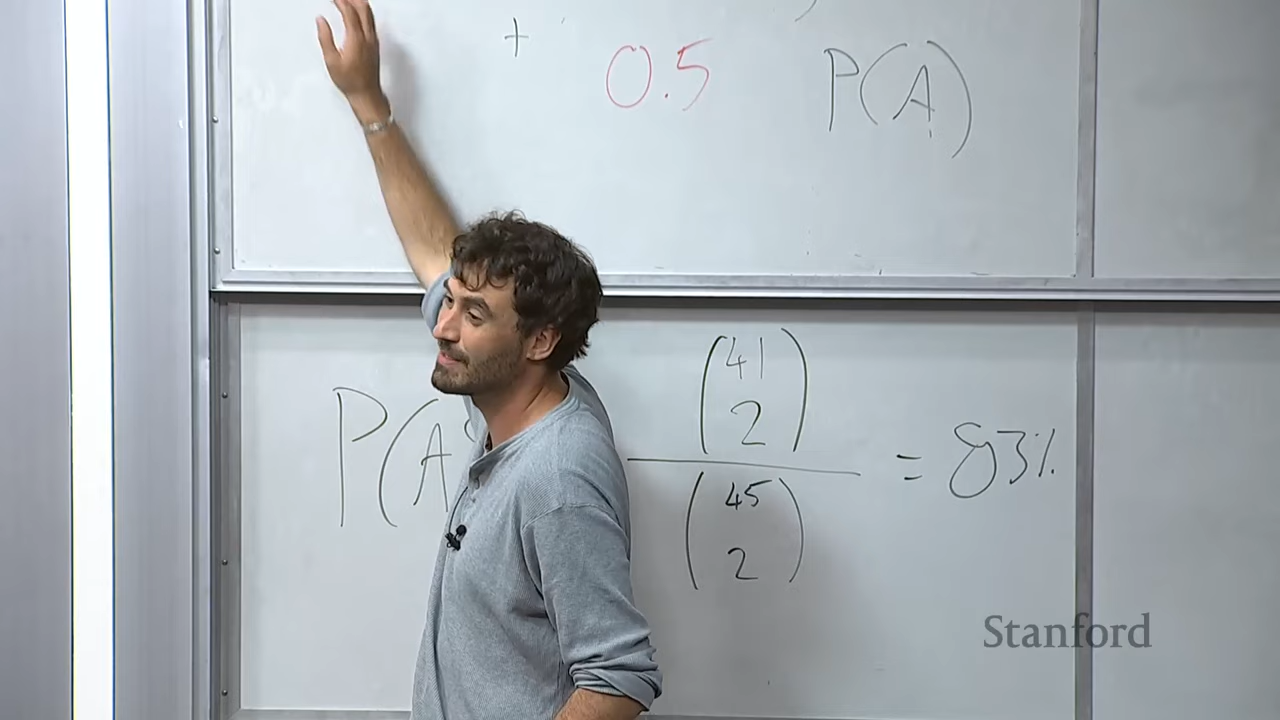 + 0.5 P(A)
P(A
(41 2)
(45 2)
= 83%
Stanford